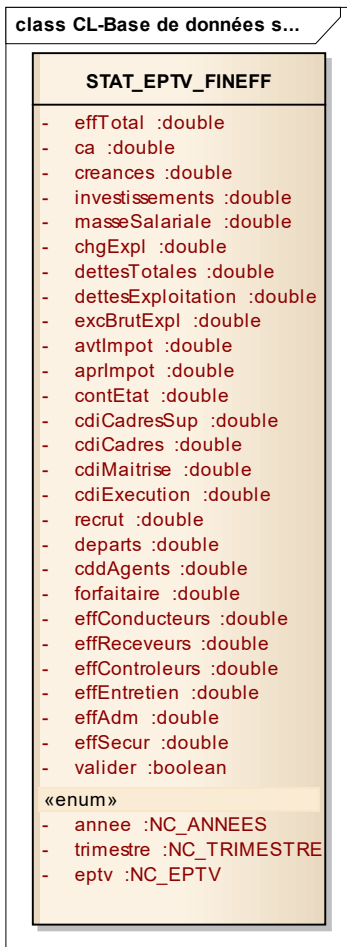 class CL-Base de données s...
STAT_EPTV_FINEFF
- effTotal :double
- ca :double
- creances :double
- investissements :double
- masseSalariale :double
- chgExpl :double
- dettesTotales :double
- dettesExploitation :double
- excBrutExpl :double
- avtImpot :double
- aprImpot :double
- contEtat :double
- cdiCadresSup :double
- cdiCadres :double
- cdiMaitrise :double
- cdiExecution :double
- recrut :double
- departs :double
- cddAgents :double
- forfaitaire :double
- effConducteurs :double
- effReceveurs :double
- effControleurs :double
- effEntretien :double
- effAdm :double
- effSecur :double
- valider :boolean
«enum»
- annee :NC_ANNEES
- trimestre :NC_TRIMESTRE
- eptv :NC_EPTV